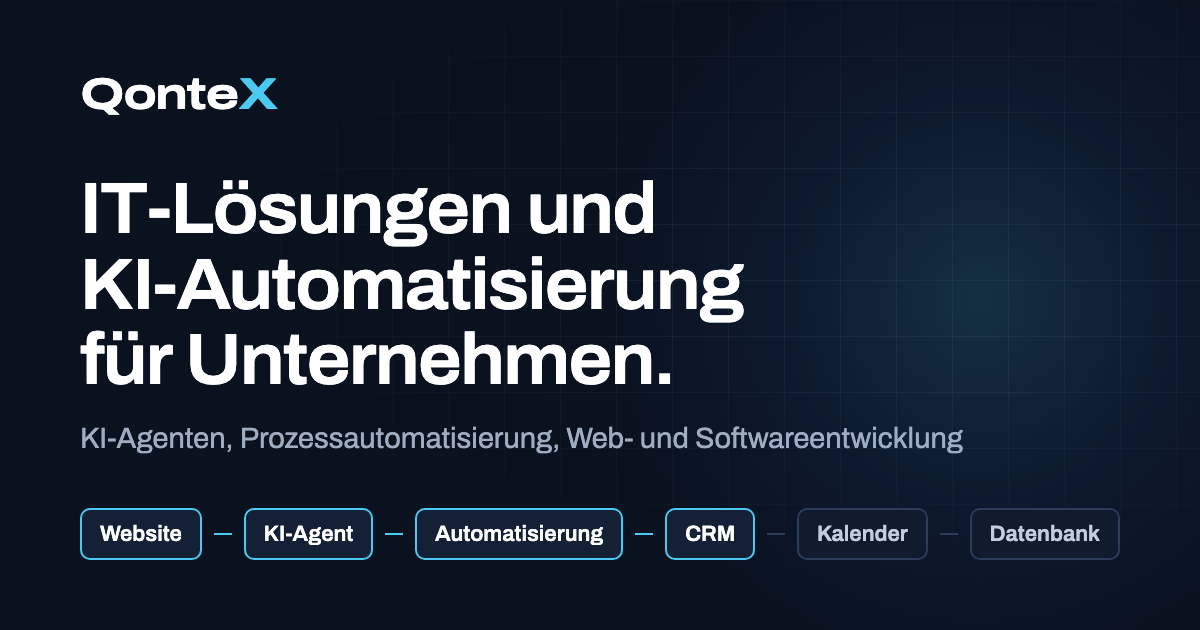 QonteX
IT-Lösungen und
KI-Automatisierung
für Unternehmen.
KI-Agenten, Prozessautomatisierung, Web- und Softwareentwicklung
Website — KI-Agent — Automatisierung — CRM — Kalender — Datenbank